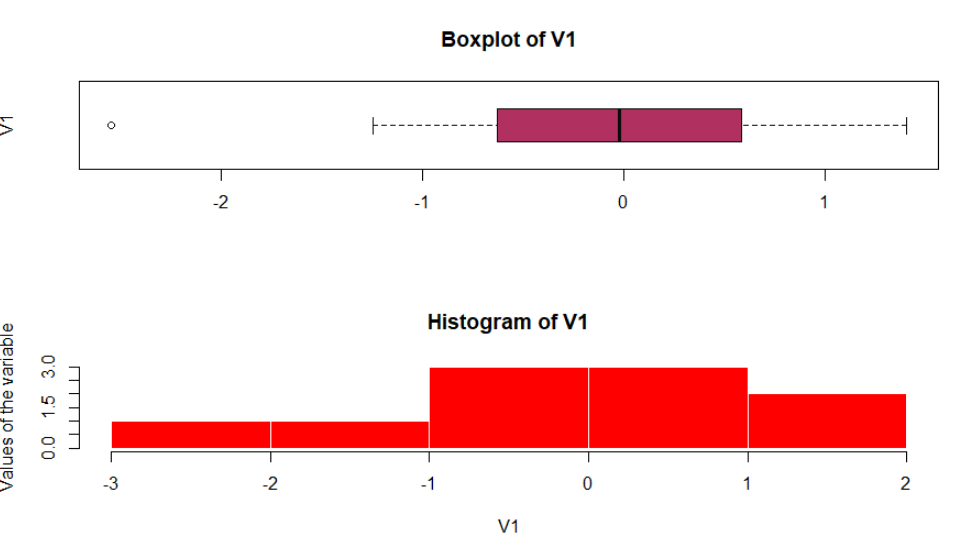 Boxplot of V1
V1
-2 -1 0 1
Histogram of V1
Values of the variable
3.0
1.5
0.0
-3 -2 -1 0 1 2
V1